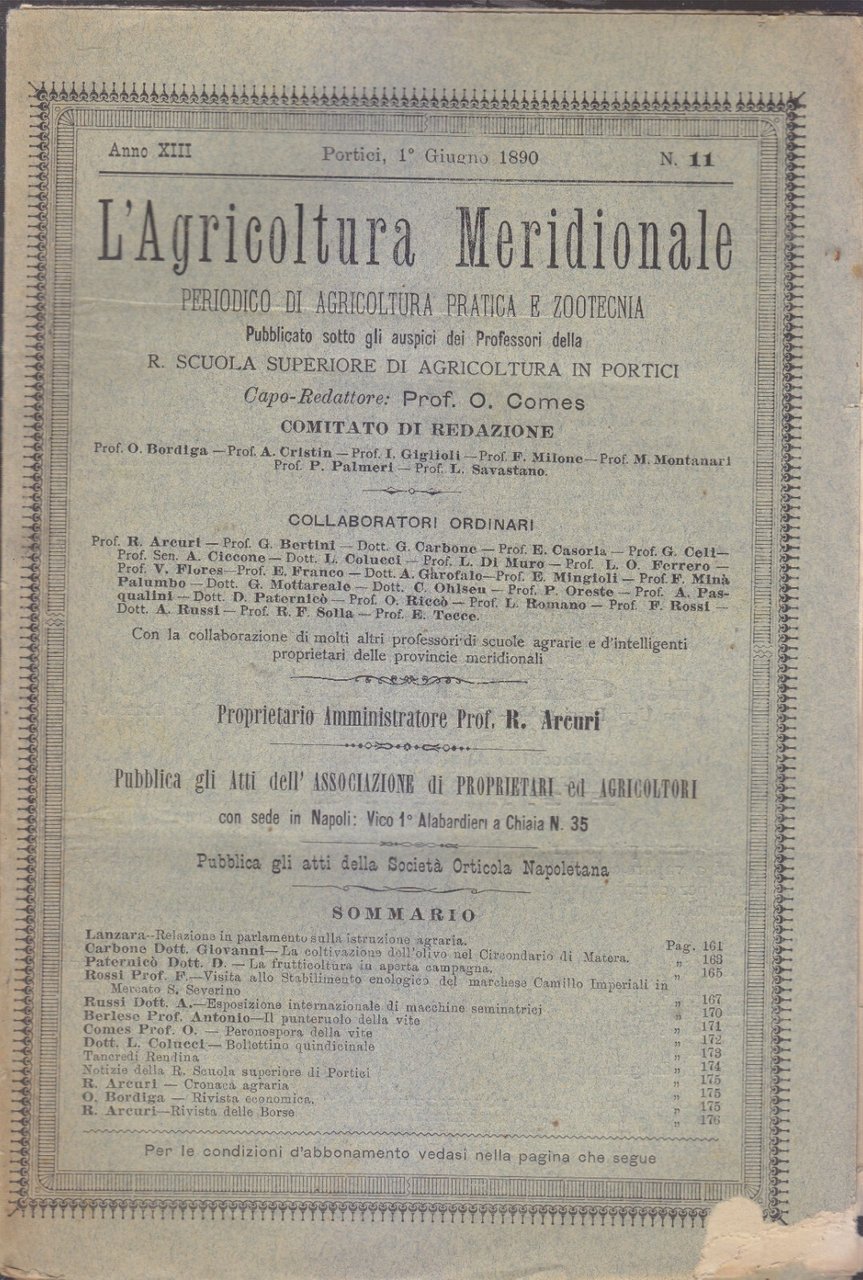 Anno XIII Portici, 1° Giugno 1890 N. 11
L'Agricoltura Meridionale
PERIODICO DI AGRICOLTURA PRATICA E ZOOTECNIA
Pubblicato sotto gli auspici dei Professori della
R. SCUOLA SUPERIORE DI AGRICOLTURA IN PORTICI
Capo-Redattore: Prof. O. Comes
COMITATO DI REDAZIONE
Prof. O. Bordiga — Prof. A. Cristin — Prof. I. Giglioli — Prof. F. Milone — Prof. M. Montanari
Prof. P. Palmeri — Prof. L. Savastano.
COLLABORATORI ORDINARI
Prof. R. Arcuri — Prof. G. Bertini — Dott. G. Carbone — Prof. E. Casoria — Prof. G. Celi —
Prof. Sen. A. Ciccone — Dott. L. Colucci — Prof. L. Di Muro — Prof. L. O. Ferrero —
Prof. V. Flores — Prof. E. Franco — Dott. A. Garofalo — Prof. E. Mingioli — Prof. F. Minà
Palumbo — Dott. G. Mottareale — Dott. C. Ohlsen — Prof. P. Oreste — Prof. A. Pas-
qualini — Dott. D. Paternicò — Prof. O. Riccò — Prof. L. Romano — Prof. F. Rossi —
Dott. A. Russi — Prof. R. F. Solla — Prof. E. Tecce.
Con la collaborazione di molti altri professori di scuole agrarie e d'intelligenti
proprietari delle provincie meridionali
Proprietario Amministratore Prof. R. Arcuri
Pubblica gli Atti dell' ASSOCIAZIONE di PROPRIETARI ed AGRICOLTORI
con sede in Napoli: Vico 1° Alabardieri a Chiaia N. 35
Pubblica gli atti della Società Orticola Napoletana
SOMMARIO
Lanzara—Relazione in parlamento sulla istruzione agraria. Pag. 161
Carbone Dott. Giovanni—La coltivazione dell'olivo nel Circondario di Matera. " 163
Paternicò Dott. D. — La frutticoltura in aperta campagna. " 165
Rossi Prof. F.—Visita allo Stabilimento enologico del marchese Camillo Imperiali in
Mercato S. Severino " 167
Russi Dott. A.—Esposizione internazionale di macchine seminatrici " 170
Berlese Prof. Antonio—Il punteruolo della vite " 171
Comes Prof. O. — Peronospora della vite " 172
Dott. L. Colucci — Bollettino quindicinale " 173
Tancredi Rendina " 174
Notizie della R. Scuola superiore di Portici " 175
R. Arcuri — Cronaca agraria " 175
O. Bordiga — Rivista economica. " 175
R. Arcuri—Rivista delle Borse " 176
Per le condizioni d'abbonamento vedasi nella pagina che segue